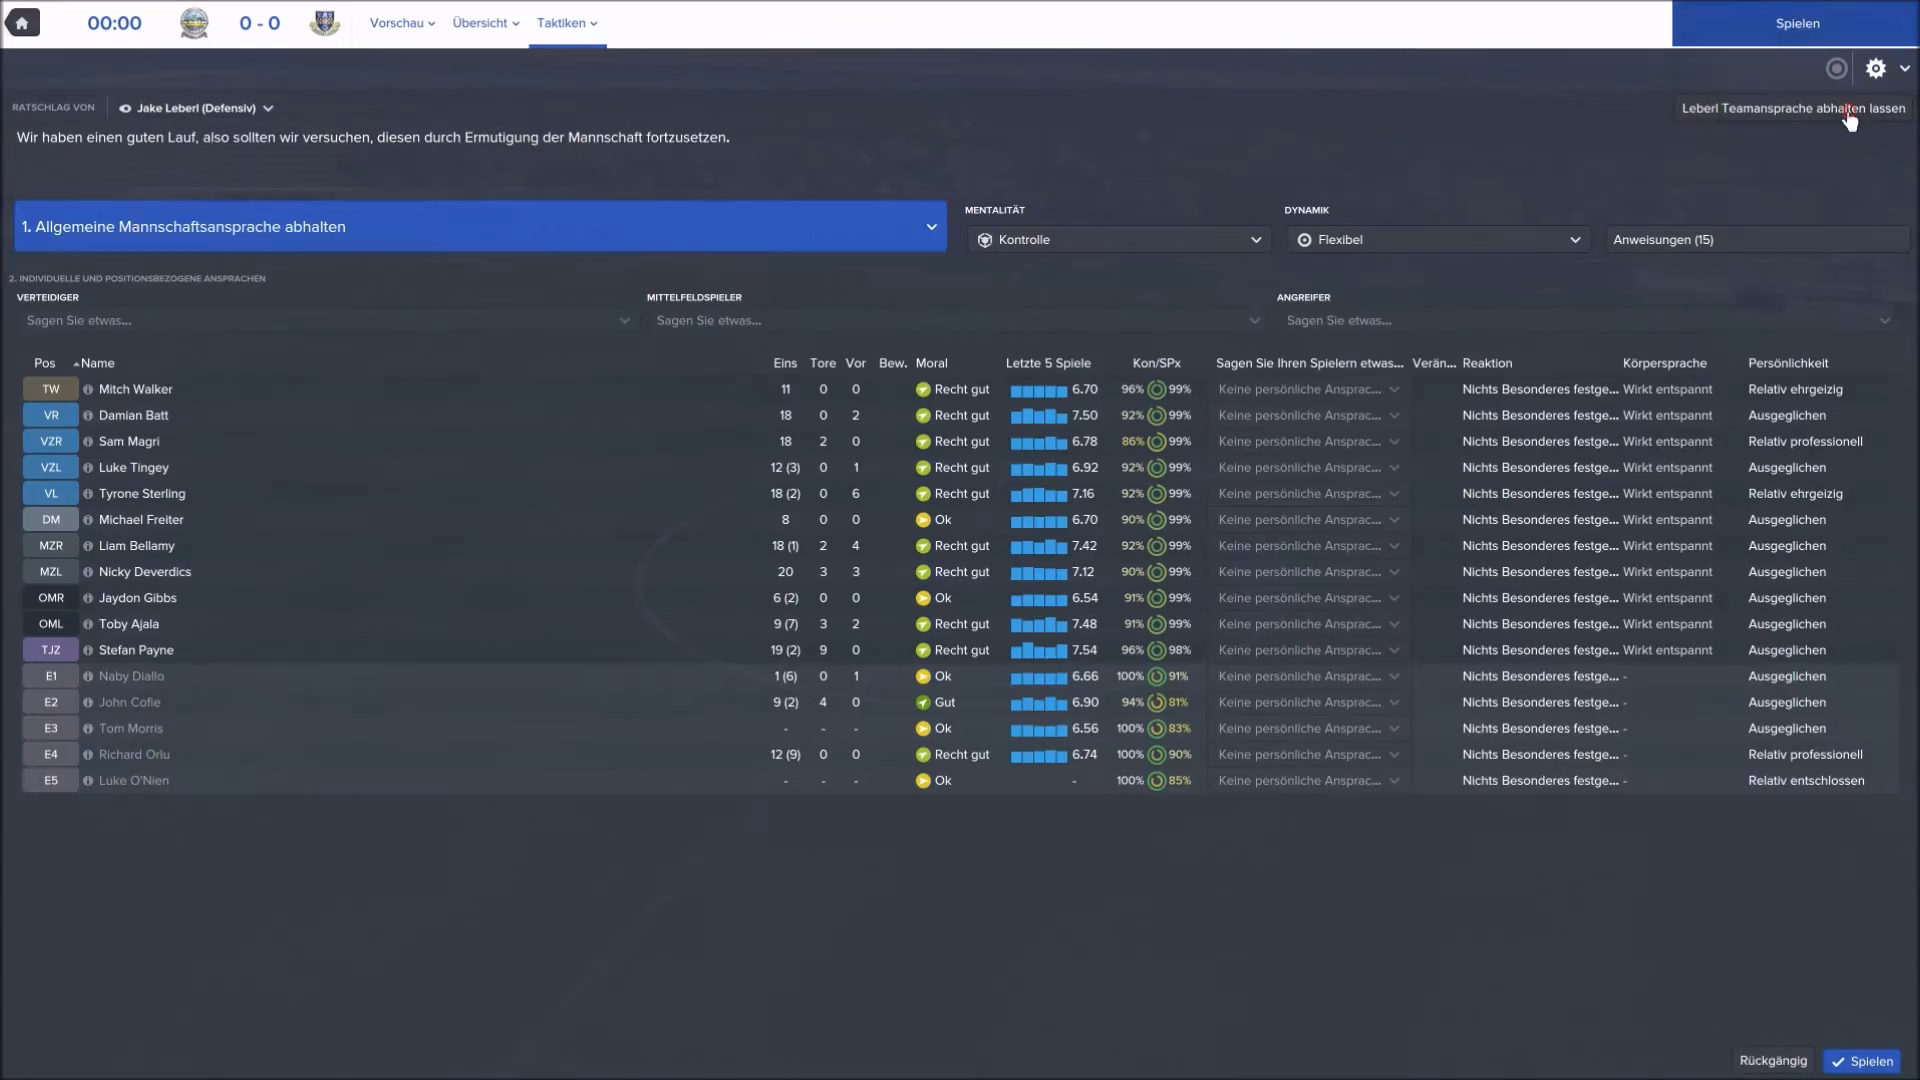 00:00 0 - 0 Vorschau Übersicht Taktiken Spielen
RATSCHLAG VON Jake Leberl (Defensiv) Leberl Teamansprache abhalten lassen
Wir haben einen guten Lauf, also sollten wir versuchen, diesen durch Ermutigung der Mannschaft fortzusetzen.
MENTALITÄT DYNAMIK
1. Allgemeine Mannschaftsansprache abhalten Kontrolle Flexibel Anweisungen (15)
2. INDIVIDUELLE UND POSITIONSBEZOGENE ANSPRACHEN
VERTEIDIGER MITTELFELDSPIELER ANGREIFER
Sagen Sie etwas... Sagen Sie etwas... Sagen Sie etwas...
Pos Name Eins Tore Vor Bew. Moral Letzte 5 Spiele Kon/SPx Sagen Sie Ihren Spielern etwas... Verän... Reaktion Körpersprache Persönlichkeit
TW Mitch Walker 11 0 0 Recht gut 6.70 96% 99% Keine persönliche Ansprac... Nichts Besonderes festge... Wirkt entspannt Relativ ehrgeizig
VR Damian Batt 18 0 2 Recht gut 7.50 92% 99% Keine persönliche Ansprac... Nichts Besonderes festge... Wirkt entspannt Ausgeglichen
VZR Sam Magri 18 2 0 Recht gut 6.78 86% 99% Keine persönliche Ansprac... Nichts Besonderes festge... Wirkt entspannt Relativ professionell
VZL Luke Tingey 12 (3) 0 1 Recht gut 6.92 92% 99% Keine persönliche Ansprac... Nichts Besonderes festge... Wirkt entspannt Ausgeglichen
VL Tyrone Sterling 18 (2) 0 6 Recht gut 7.16 92% 99% Keine persönliche Ansprac... Nichts Besonderes festge... Wirkt entspannt Relativ ehrgeizig
DM Michael Freiter 8 0 0 Ok 6.70 90% 99% Keine persönliche Ansprac... Nichts Besonderes festge... Wirkt entspannt Ausgeglichen
MZR Liam Bellamy 18 (1) 2 4 Recht gut 7.42 92% 99% Keine persönliche Ansprac... Nichts Besonderes festge... Wirkt entspannt Ausgeglichen
MZL Nicky Deverdics 20 3 3 Recht gut 7.12 90% 99% Keine persönliche Ansprac... Nichts Besonderes festge... Wirkt entspannt Ausgeglichen
OMR Jaydon Gibbs 6 (2) 0 0 Ok 6.54 91% 99% Keine persönliche Ansprac... Nichts Besonderes festge... Wirkt entspannt Ausgeglichen
OML Toby Ajala 9 (7) 3 2 Recht gut 7.48 91% 99% Keine persönliche Ansprac... Nichts Besonderes festge... Wirkt entspannt Ausgeglichen
TJZ Stefan Payne 19 (2) 9 0 Recht gut 7.54 96% 98% Keine persönliche Ansprac... Nichts Besonderes festge... Wirkt entspannt Ausgeglichen
E1 Naby Diallo 1 (6) 0 1 Ok 6.66 100% 91% Keine persönliche Ansprac... Nichts Besonderes festge... - Ausgeglichen
E2 John Cofie 9 (2) 4 0 Gut 6.90 94% 81% Keine persönliche Ansprac... Nichts Besonderes festge... - Ausgeglichen
E3 Tom Morris - - - Ok 6.56 100% 83% Keine persönliche Ansprac... Nichts Besonderes festge... - Ausgeglichen
E4 Richard Orlu 12 (9) 0 0 Recht gut 6.74 100% 90% Keine persönliche Ansprac... Nichts Besonderes festge... - Relativ professionell
E5 Luke O'Nien - - - Ok - 100% 85% Keine persönliche Ansprac... Nichts Besonderes festge... - Relativ entschlossen
Rückgängig Spielen